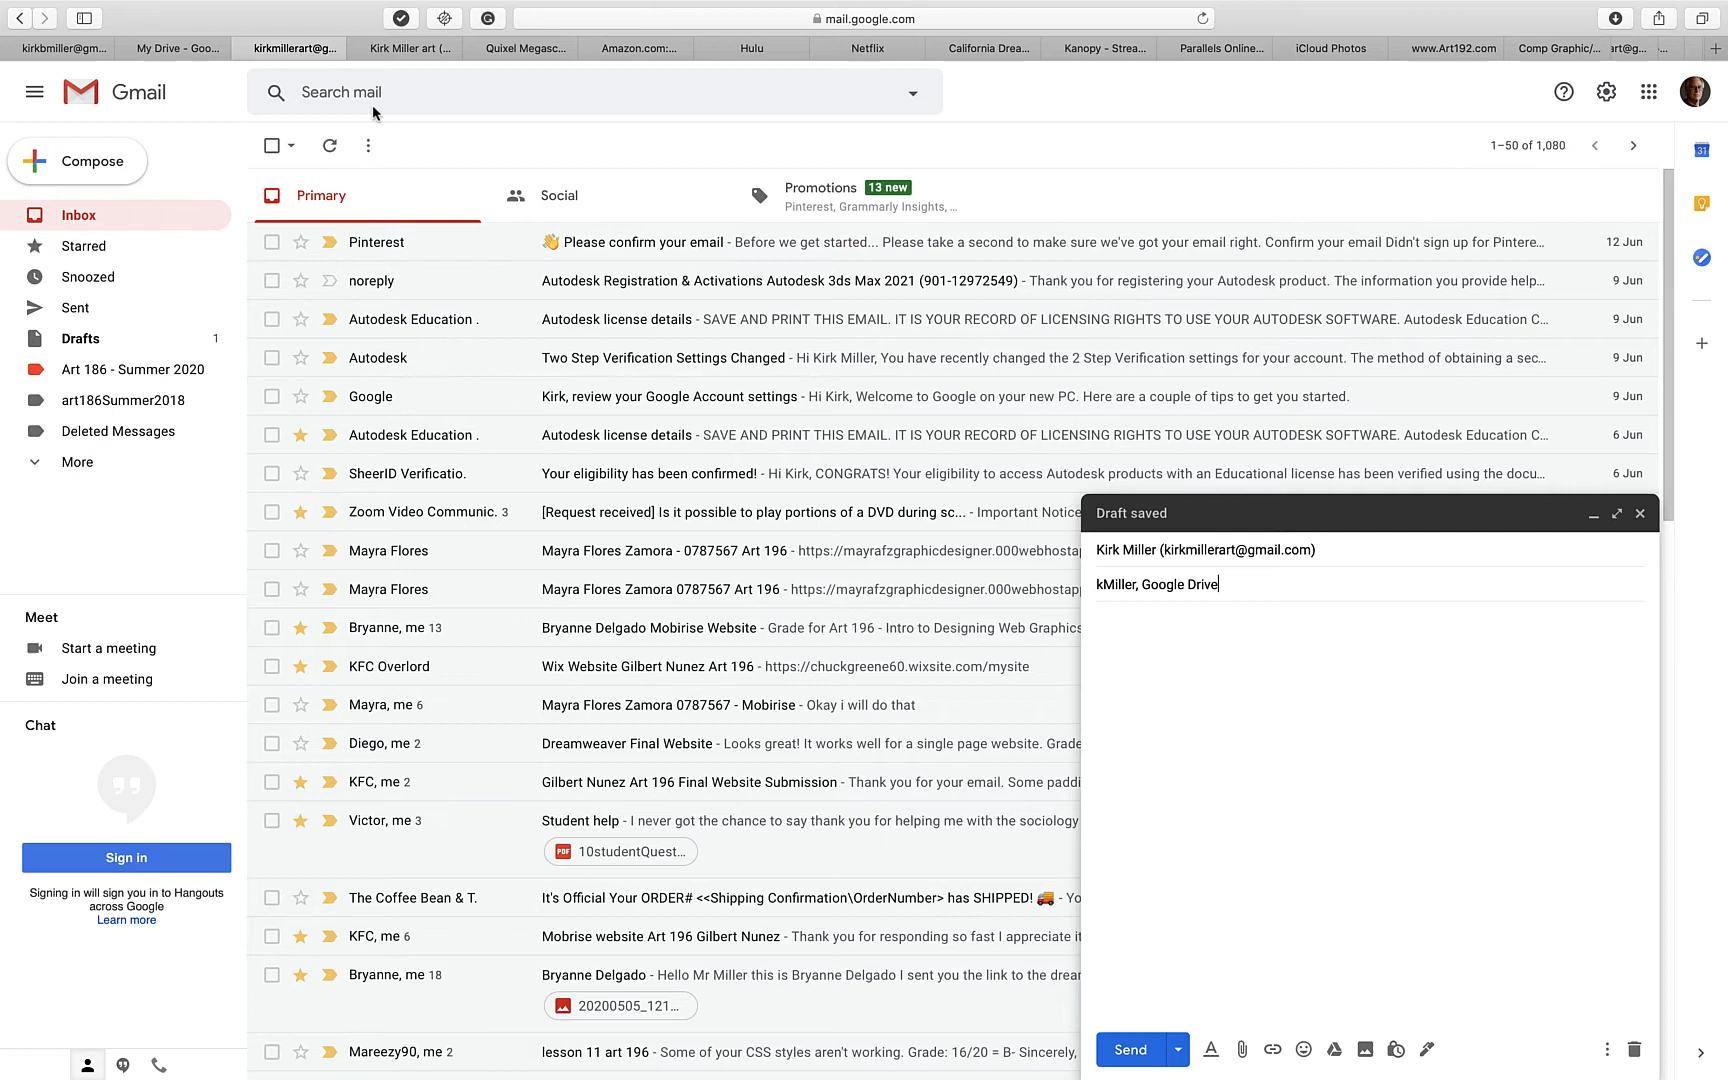 mail.google.com
kirkbmiller@gm...
My Drive - Goo...
kirkmillerart@g...
Kirk Miller art (...
Quixel Megasc...
Amazon.com:...
Hulu
Netflix
California Drea...
Kanopy - Strea...
Parallels Online...
iCloud Photos
www.Art192.com
Comp Graphic/...
art@g...
Gmail
Search mail
Compose
1–50 of 1,080
31
Inbox
Starred
Snoozed
Sent
Drafts 1
Art 186 - Summer 2020
art186Summer2018
Deleted Messages
More
Meet
Start a meeting
Join a meeting
Chat
Sign in
Signing in will sign you in to Hangouts
across Google
Learn more
Primary
Social
Promotions 13 new
Pinterest, Grammarly Insights, ...
Pinterest 👋 Please confirm your email - Before we get started... Please take a second to make sure we've got your email right. Confirm your email Didn't sign up for Pintere... 12 Jun
noreply Autodesk Registration & Activations Autodesk 3ds Max 2021 (901-12972549) - Thank you for registering your Autodesk product. The information you provide help... 9 Jun
Autodesk Education . Autodesk license details - SAVE AND PRINT THIS EMAIL. IT IS YOUR RECORD OF LICENSING RIGHTS TO USE YOUR AUTODESK SOFTWARE. Autodesk Education C... 9 Jun
Autodesk Two Step Verification Settings Changed - Hi Kirk Miller, You have recently changed the 2 Step Verification settings for your account. The method of obtaining a sec... 9 Jun
Google Kirk, review your Google Account settings - Hi Kirk, Welcome to Google on your new PC. Here are a couple of tips to get you started. 9 Jun
Autodesk Education . Autodesk license details - SAVE AND PRINT THIS EMAIL. IT IS YOUR RECORD OF LICENSING RIGHTS TO USE YOUR AUTODESK SOFTWARE. Autodesk Education C... 6 Jun
SheerID Verificatio. Your eligibility has been confirmed! - Hi Kirk, CONGRATS! Your eligibility to access Autodesk products with an Educational license has been verified using the docu... 6 Jun
Zoom Video Communic. 3 [Request received] Is it possible to play portions of a DVD during sc... - Important Notice
Mayra Flores Mayra Flores Zamora - 0787567 Art 196 - https://mayrafzgraphicdesigner.000webhostap
Mayra Flores Mayra Flores Zamora 0787567 Art 196 - https://mayrafzgraphicdesigner.000webhostapp
Bryanne, me 13 Bryanne Delgado Mobirise Website - Grade for Art 196 - Intro to Designing Web Graphics
KFC Overlord Wix Website Gilbert Nunez Art 196 - https://chuckgreene60.wixsite.com/mysite
Mayra, me 6 Mayra Flores Zamora 0787567 - Mobirise - Okay i will do that
Diego, me 2 Dreamweaver Final Website - Looks great! It works well for a single page website. Grade
KFC, me 2 Gilbert Nunez Art 196 Final Website Submission - Thank you for your email. Some paddi
Victor, me 3 Student help - I never got the chance to say thank you for helping me with the sociology
PDF 10studentQuest...
The Coffee Bean & T. It's Official Your ORDER# <<Shipping Confirmation\OrderNumber> has SHIPPED! 🚚 - Yo
KFC, me 6 Mobrise website Art 196 Gilbert Nunez - Thank you for responding so fast I appreciate it
Bryanne, me 18 Bryanne Delgado - Hello Mr Miller this is Bryanne Delgado I sent you the link to the drea
20200505_121...
Mareezy90, me 2 lesson 11 art 196 - Some of your CSS styles aren't working. Grade: 16/20 = B- Sincerely,
Draft saved
Kirk Miller (kirkmillerart@gmail.com)
kMiller, Google Drive
Send